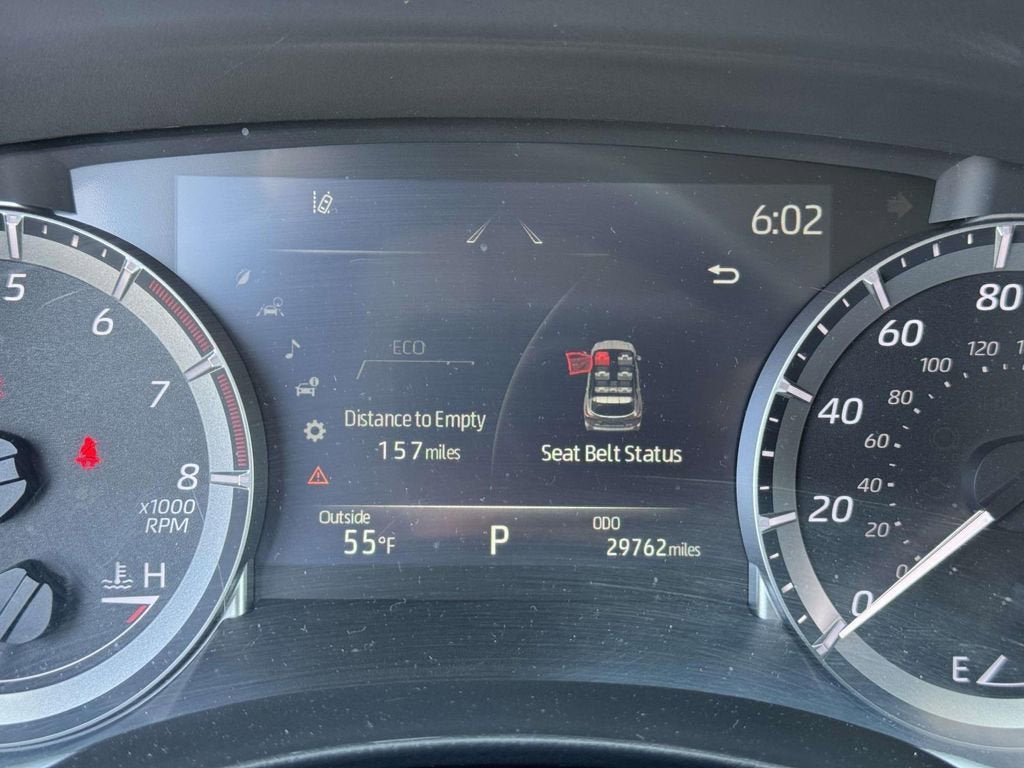 6:02
5
6
7
8
x1000
RPM
H
ECO
Distance to Empty
157 miles
Seat Belt Status
Outside
55°F
P
ODO
29762 miles
80
60
40
20
0
120
100
80
60
40
20
0
E